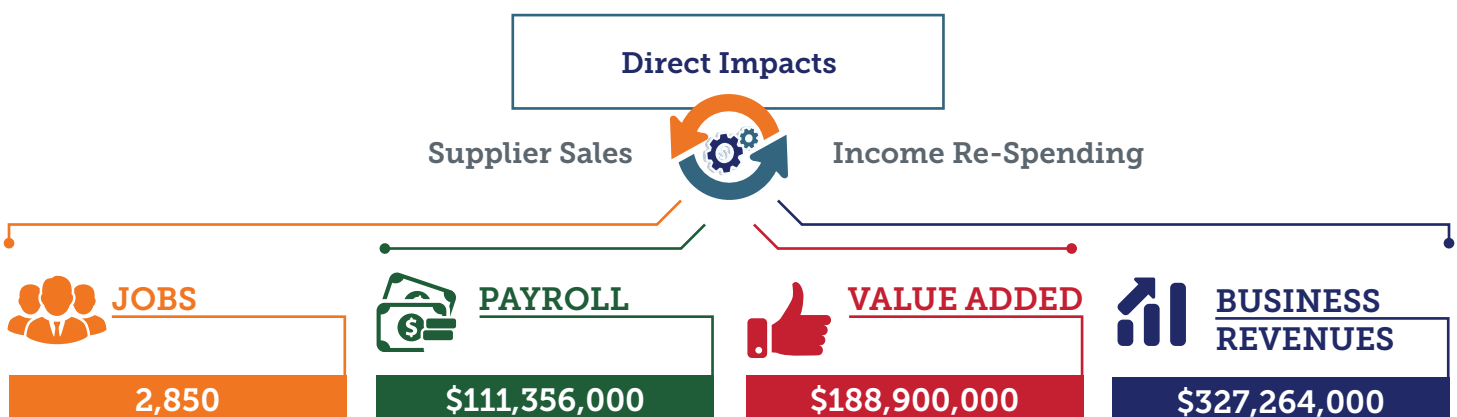 Direct Impacts
Supplier Sales
Income Re-Spending
JOBS
2,850
PAYROLL
$111,356,000
VALUE ADDED
$188,900,000
BUSINESS
REVENUES
$327,264,000